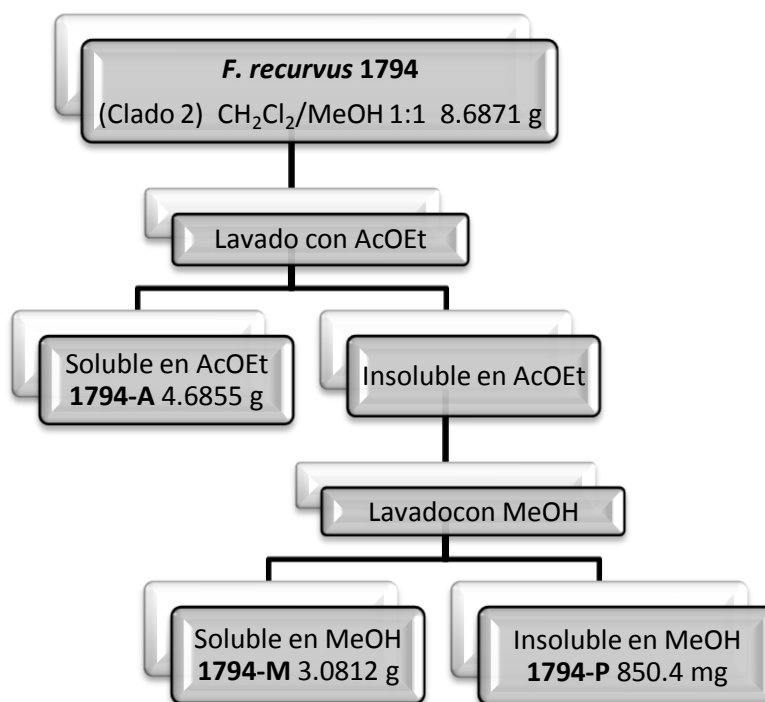 F. recurvus 1794
(Clado 2) CH₂Cl₂/MeOH 1:1 8.6871 g
Lavado con AcOEt
Soluble en AcOEt
1794-A 4.6855 g
Insoluble en AcOEt
Lavadocon MeOH
Soluble en MeOH
1794-M 3.0812 g
Insoluble en MeOH
1794-P 850.4 mg